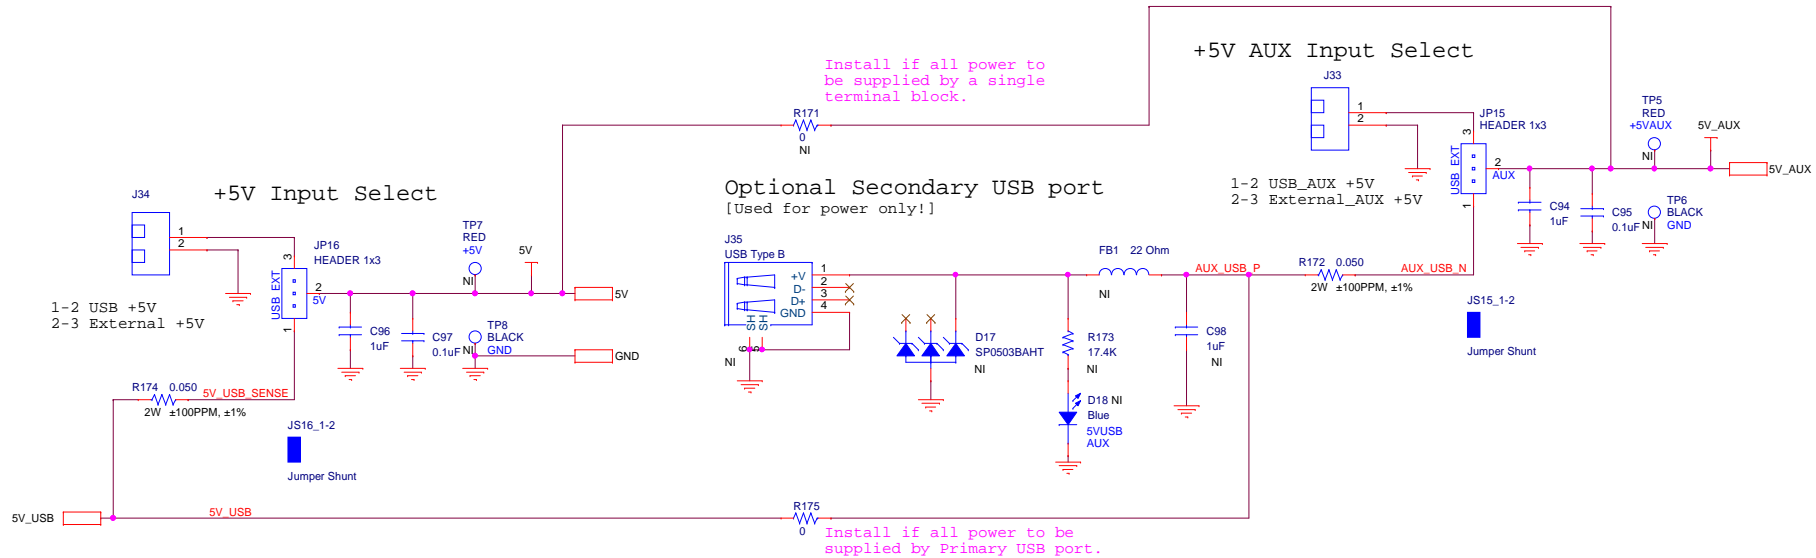 +5V AUX Input Select
Install if all power to
be supplied by a single
terminal block.
J33
1
2
R171
0
NI
JP15
HEADER 1x3
3
USB EXT
2
AUX
1
TP5
RED
+5VAUX
NI
5V_AUX
5V_AUX
1-2 USB_AUX +5V
2-3 External_AUX +5V
C94
1uF
C95
0.1uF
TP6
BLACK
GND
NI
J34
1
2
+5V Input Select
JP16
HEADER 1x3
3
USB EXT
2
5V
1
TP7
RED
+5V
NI
5V
5V
1-2 USB +5V
2-3 External +5V
C96
1uF
C97
0.1uF
TP8
BLACK
GND
NI
GND
Optional Secondary USB port
[Used for power only!]
J35
USB Type B
+V
D-
D+
GND
1
2
3
4
SH
SH
6
5
NI
FB1
22 Ohm
NI
AUX_USB_P
R172
0.050
2W
±100PPM, ±1%
AUX_USB_N
D17
SP0503BAHT
NI
R173
17.4K
NI
C98
1uF
NI
JS15_1-2
Jumper Shunt
D18 NI
Blue
5VUSB
AUX
R174
0.050
5V_USB_SENSE
2W
±100PPM, ±1%
JS16_1-2
Jumper Shunt
5V_USB
5V_USB
R175
0
Install if all power to be
supplied by Primary USB port.